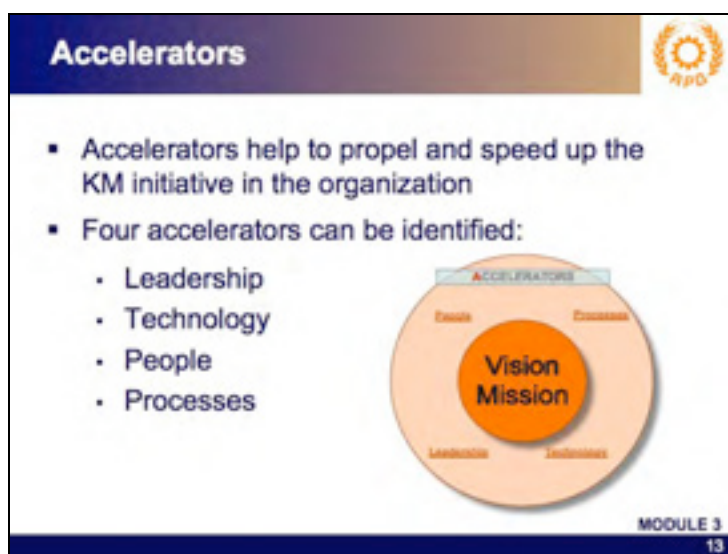 Accelerators
APO
▪ Accelerators help to propel and speed up the
KM initiative in the organization
▪ Four accelerators can be identified:
• Leadership
• Technology
• People
• Processes
ACCELERATORS
People Processes
Vision
Mission
Leadership Technology
MODULE 3
13